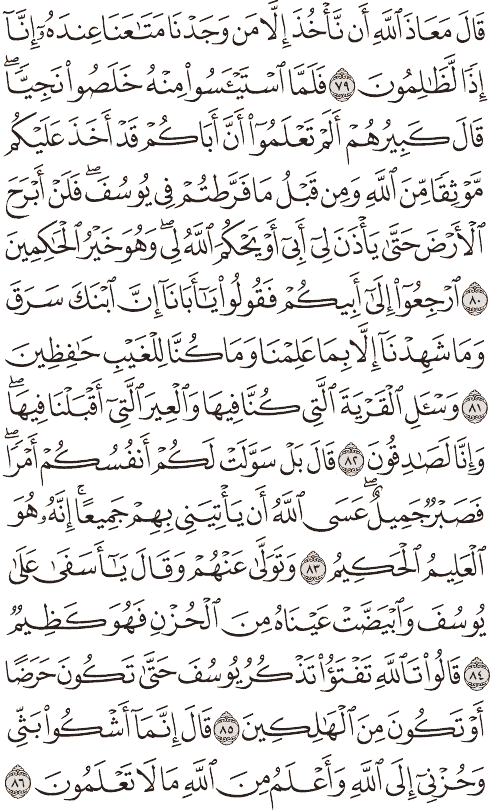 قَالَ مَعَاذَ ٱللَّهِ أَن نَّأْخُذَ إِلَّا مَن وَجَدْنَا مَتَٰعَنَا عِندَهُۥٓ إِنَّآ
إِذًا لَّظَٰلِمُونَ ٧٩ فَلَمَّا ٱسْتَيْـَٔسُوا۟ مِنْهُ خَلَصُوا۟ نَجِيًّا ۖ
قَالَ كَبِيرُهُمْ أَلَمْ تَعْلَمُوٓا۟ أَنَّ أَبَاكُمْ قَدْ أَخَذَ عَلَيْكُم
مَّوْثِقًا مِّنَ ٱللَّهِ وَمِن قَبْلُ مَا فَرَّطتُمْ فِى يُوسُفَ ۖ فَلَنْ أَبْرَحَ
ٱلْأَرْضَ حَتَّىٰ يَأْذَنَ لِىٓ أَبِىٓ أَوْ يَحْكُمَ ٱللَّهُ لِى ۖ وَهُوَ خَيْرُ ٱلْحَٰكِمِينَ
٨٠ ٱرْجِعُوٓا۟ إِلَىٰٓ أَبِيكُمْ فَقُولُوا۟ يَٰٓأَبَانَآ إِنَّ ٱبْنَكَ سَرَقَ
وَمَا شَهِدْنَآ إِلَّا بِمَا عَلِمْنَا وَمَا كُنَّا لِلْغَيْبِ حَٰفِظِينَ
٨١ وَسْـَٔلِ ٱلْقَرْيَةَ ٱلَّتِى كُنَّا فِيهَا وَٱلْعِيرَ ٱلَّتِىٓ أَقْبَلْنَا فِيهَا ۖ
وَإِنَّا لَصَٰدِقُونَ ٨٢ قَالَ بَلْ سَوَّلَتْ لَكُمْ أَنفُسُكُمْ أَمْرًا ۖ
فَصَبْرٌ جَمِيلٌ ۖ عَسَى ٱللَّهُ أَن يَأْتِيَنِى بِهِمْ جَمِيعًا ۚ إِنَّهُۥ هُوَ
ٱلْعَلِيمُ ٱلْحَكِيمُ ٨٣ وَتَوَلَّىٰ عَنْهُمْ وَقَالَ يَٰٓأَسَفَىٰ عَلَىٰ
يُوسُفَ وَٱبْيَضَّتْ عَيْنَاهُ مِنَ ٱلْحُزْنِ فَهُوَ كَظِيمٌ
٨٤ قَالُوا۟ تَٱللَّهِ تَفْتَؤُا۟ تَذْكُرُ يُوسُفَ حَتَّىٰ تَكُونَ حَرَضًا
أَوْ تَكُونَ مِنَ ٱلْهَٰلِكِينَ ٨٥ قَالَ إِنَّمَآ أَشْكُوا۟ بَثِّى
وَحُزْنِىٓ إِلَى ٱللَّهِ وَأَعْلَمُ مِنَ ٱللَّهِ مَا لَا تَعْلَمُونَ ٨٦